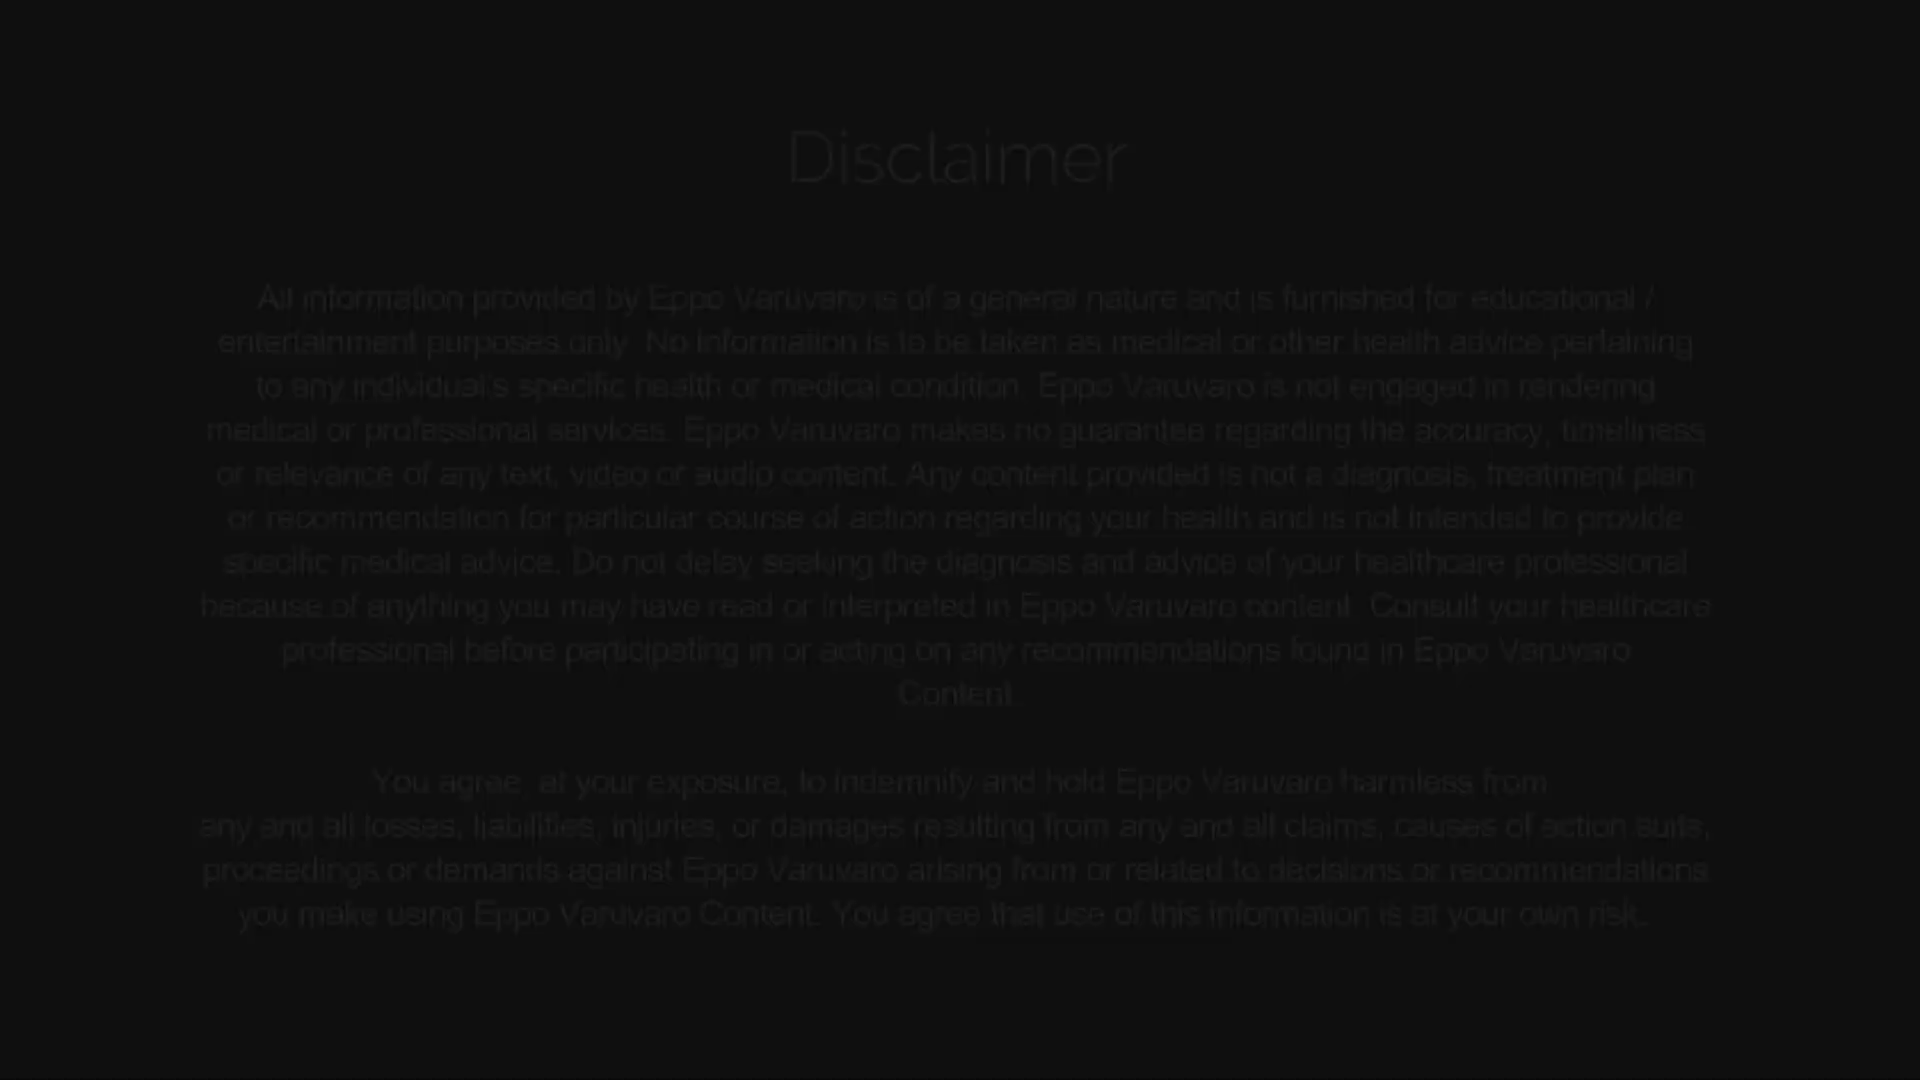 Disclaimer
All information provided by Eppo Varuvaro is of a general nature and is furnished for educational /
entertainment purposes only. No information is to be taken as medical or other health advice pertaining
to any individual's specific health or medical condition. Eppo Varuvaro is not engaged in rendering
medical or professional services. Eppo Varuvaro makes no guarantee regarding the accuracy, timeliness
or relevance of any text, video or audio content. Any content provided is not a diagnosis, treatment plan
or recommendation for particular course of action regarding your health and is not intended to provide
specific medical advice. Do not delay seeking the diagnosis and advice of your healthcare professional
because of anything you may have read or interpreted in Eppo Varuvaro content. Consult your healthcare
professional before participating in or acting on any recommendations found in Eppo Varuvaro
Content.
You agree, at your exposure, to indemnify and hold Eppo Varuvaro harmless from
any and all losses, liabilities, injuries, or damages resulting from any and all claims, causes of action suits,
proceedings or demands against Eppo Varuvaro arising from or related to decisions or recommendations
you make using Eppo Varuvaro Content. You agree that use of this information is at your own risk.